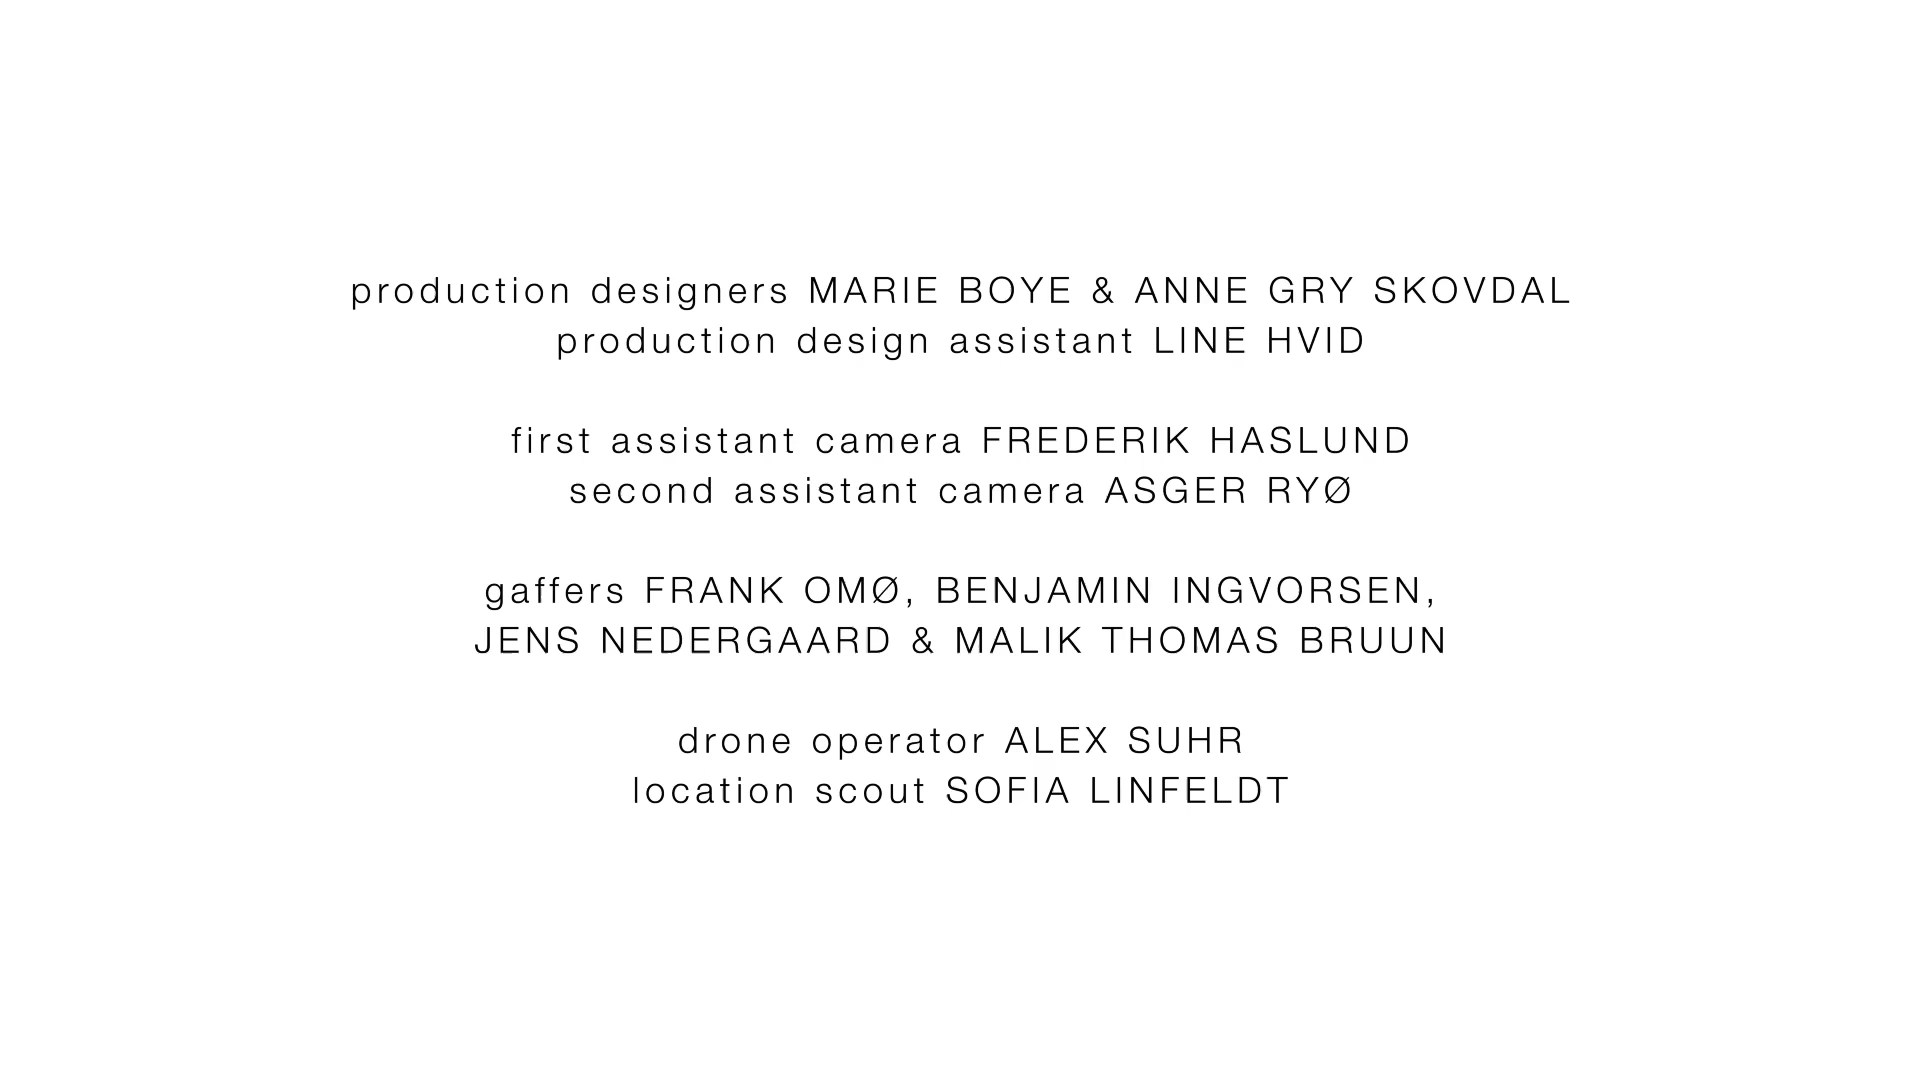 production designers MARIE BOYE & ANNE GRY SKOVDAL
production design assistant LINE HVID
first assistant camera FREDERIK HASLUND
second assistant camera ASGER RYØ
gaffers FRANK OMØ, BENJAMIN INGVORSEN,
JENS NEDERGAARD & MALIK THOMAS BRUUN
drone operator ALEX SUHR
location scout SOFIA LINFELDT